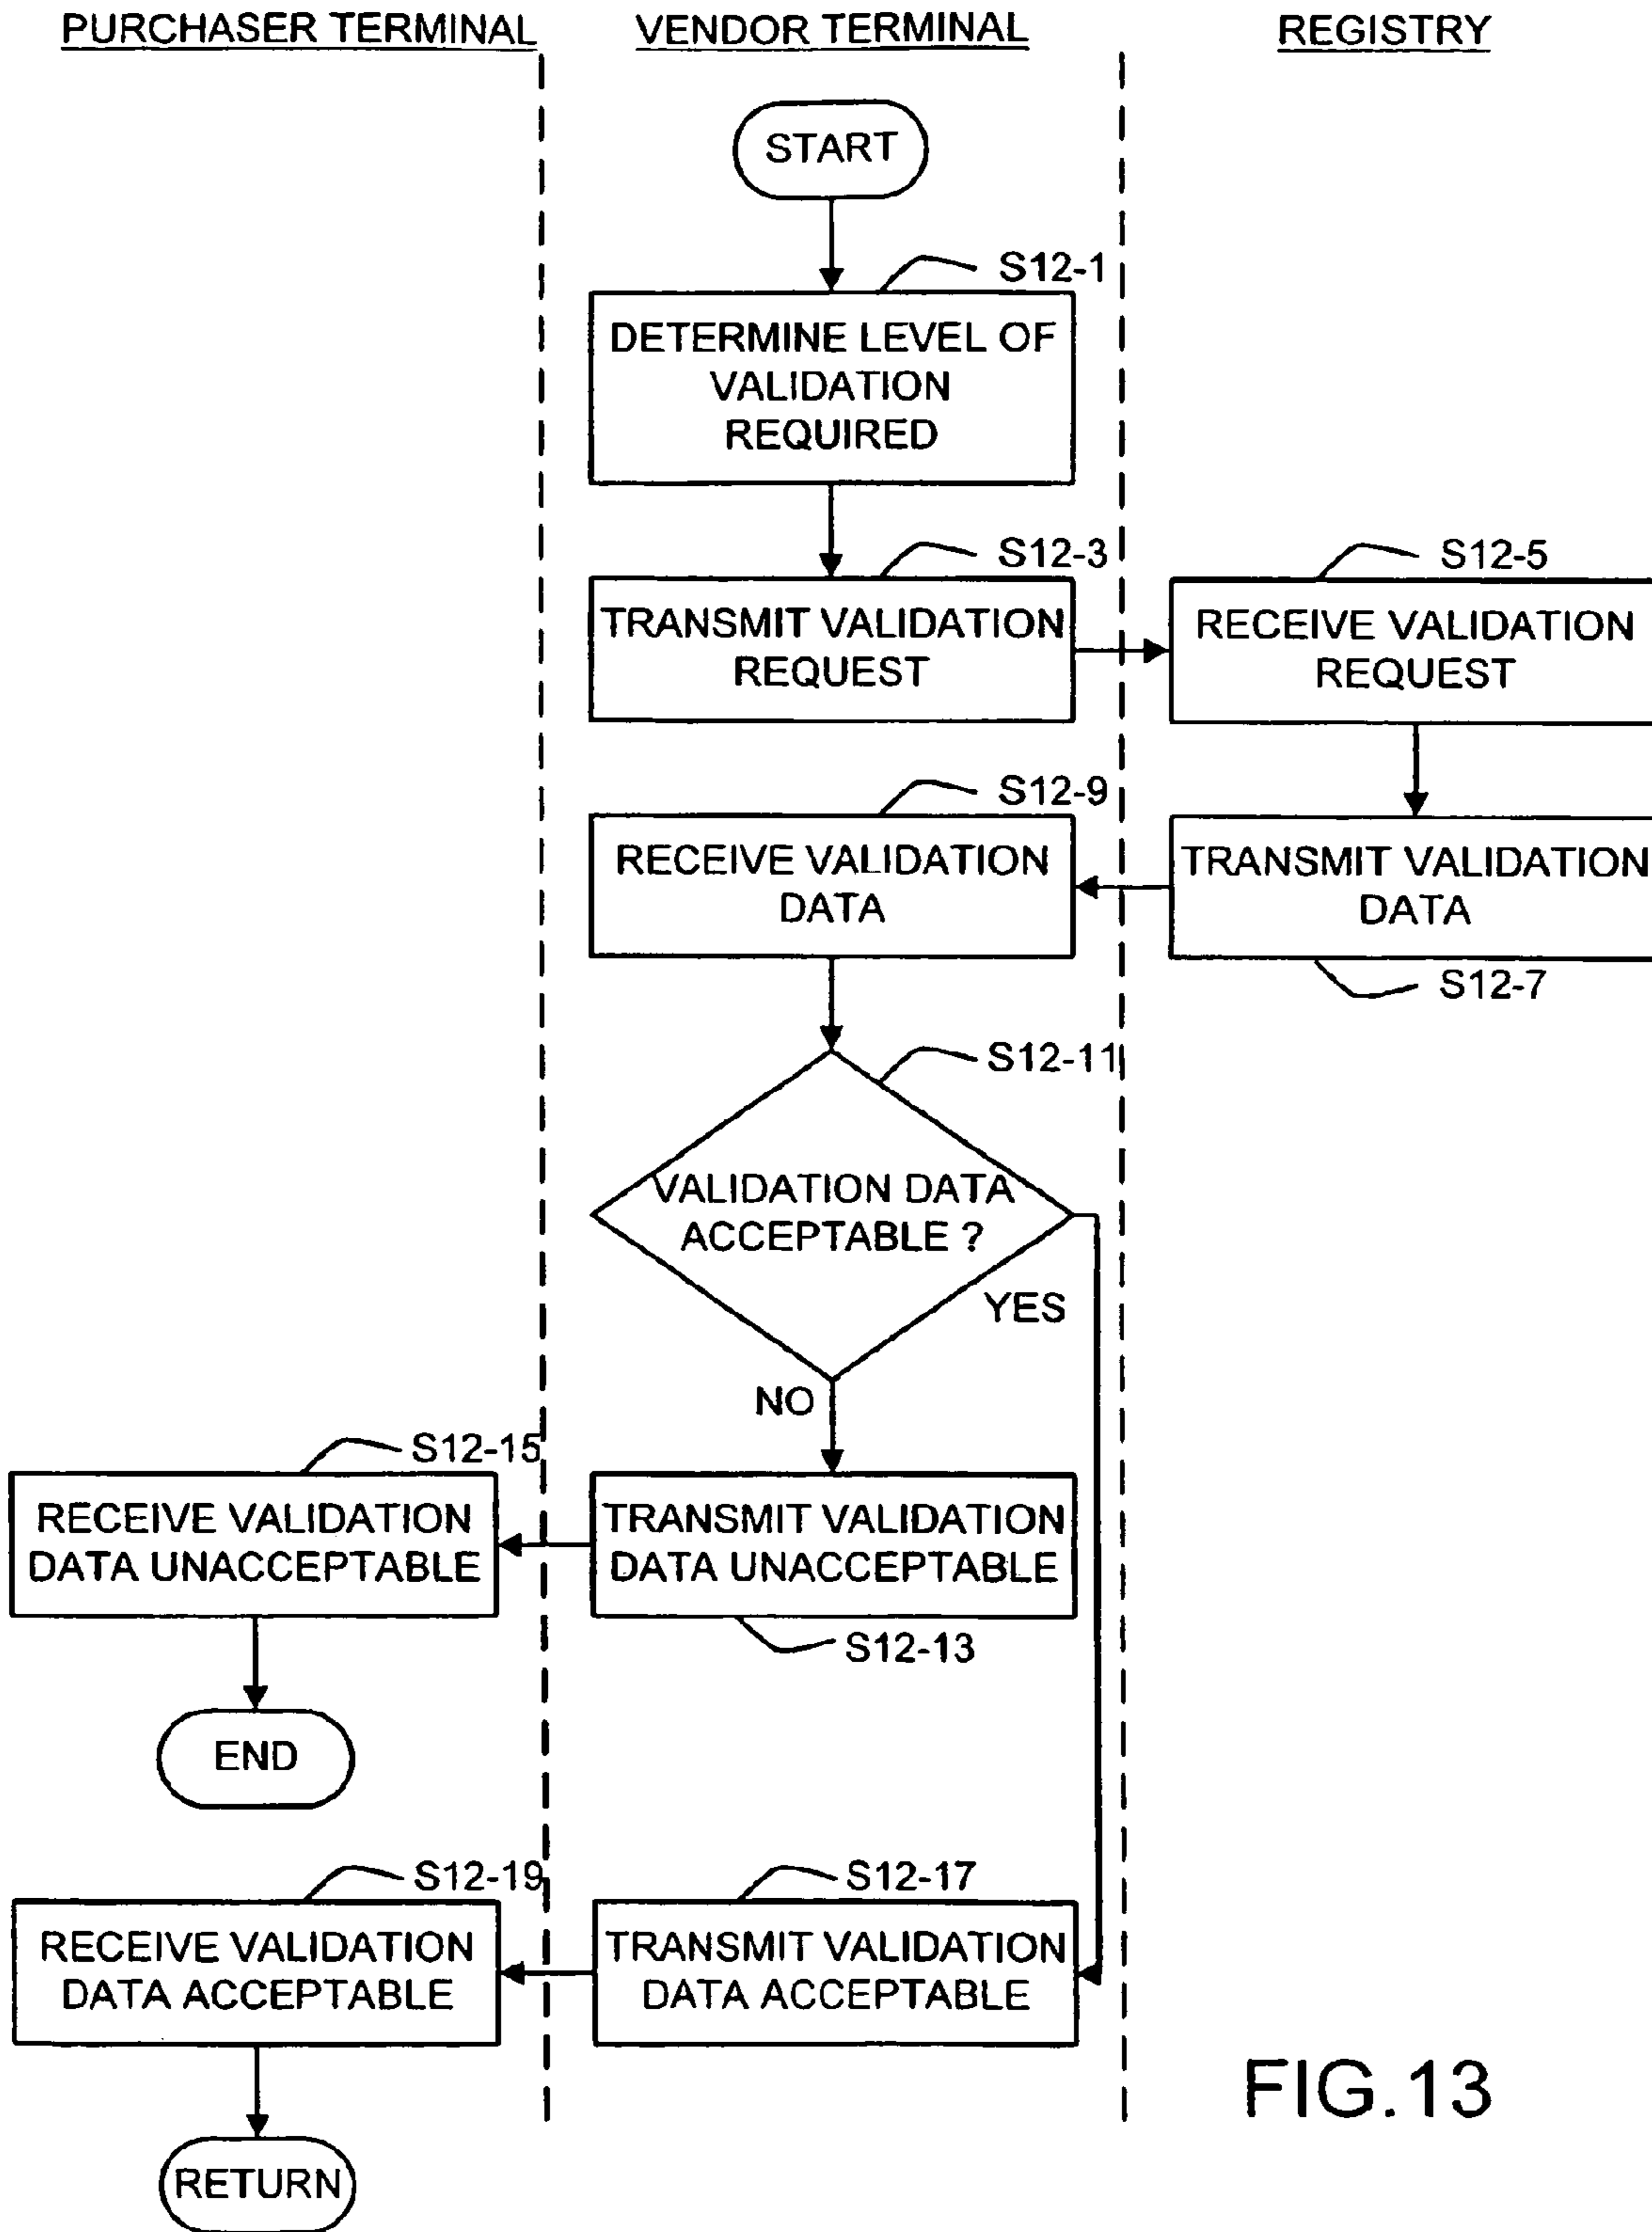 PURCHASER TERMINAL
VENDOR TERMINAL
REGISTRY
START
S12-1
DETERMINE LEVEL OF
VALIDATION
REQUIRED
S12-3
TRANSMIT VALIDATION
REQUEST
S12-5
RECEIVE VALIDATION
REQUEST
S12-9
RECEIVE VALIDATION
DATA
TRANSMIT VALIDATION
DATA
S12-7
S12-11
VALIDATION DATA
ACCEPTABLE ?
YES
NO
S12-15
RECEIVE VALIDATION
DATA UNACCEPTABLE
TRANSMIT VALIDATION
DATA UNACCEPTABLE
S12-13
END
S12-19
RECEIVE VALIDATION
DATA ACCEPTABLE
S12-17
TRANSMIT VALIDATION
DATA ACCEPTABLE
RETURN
FIG.13